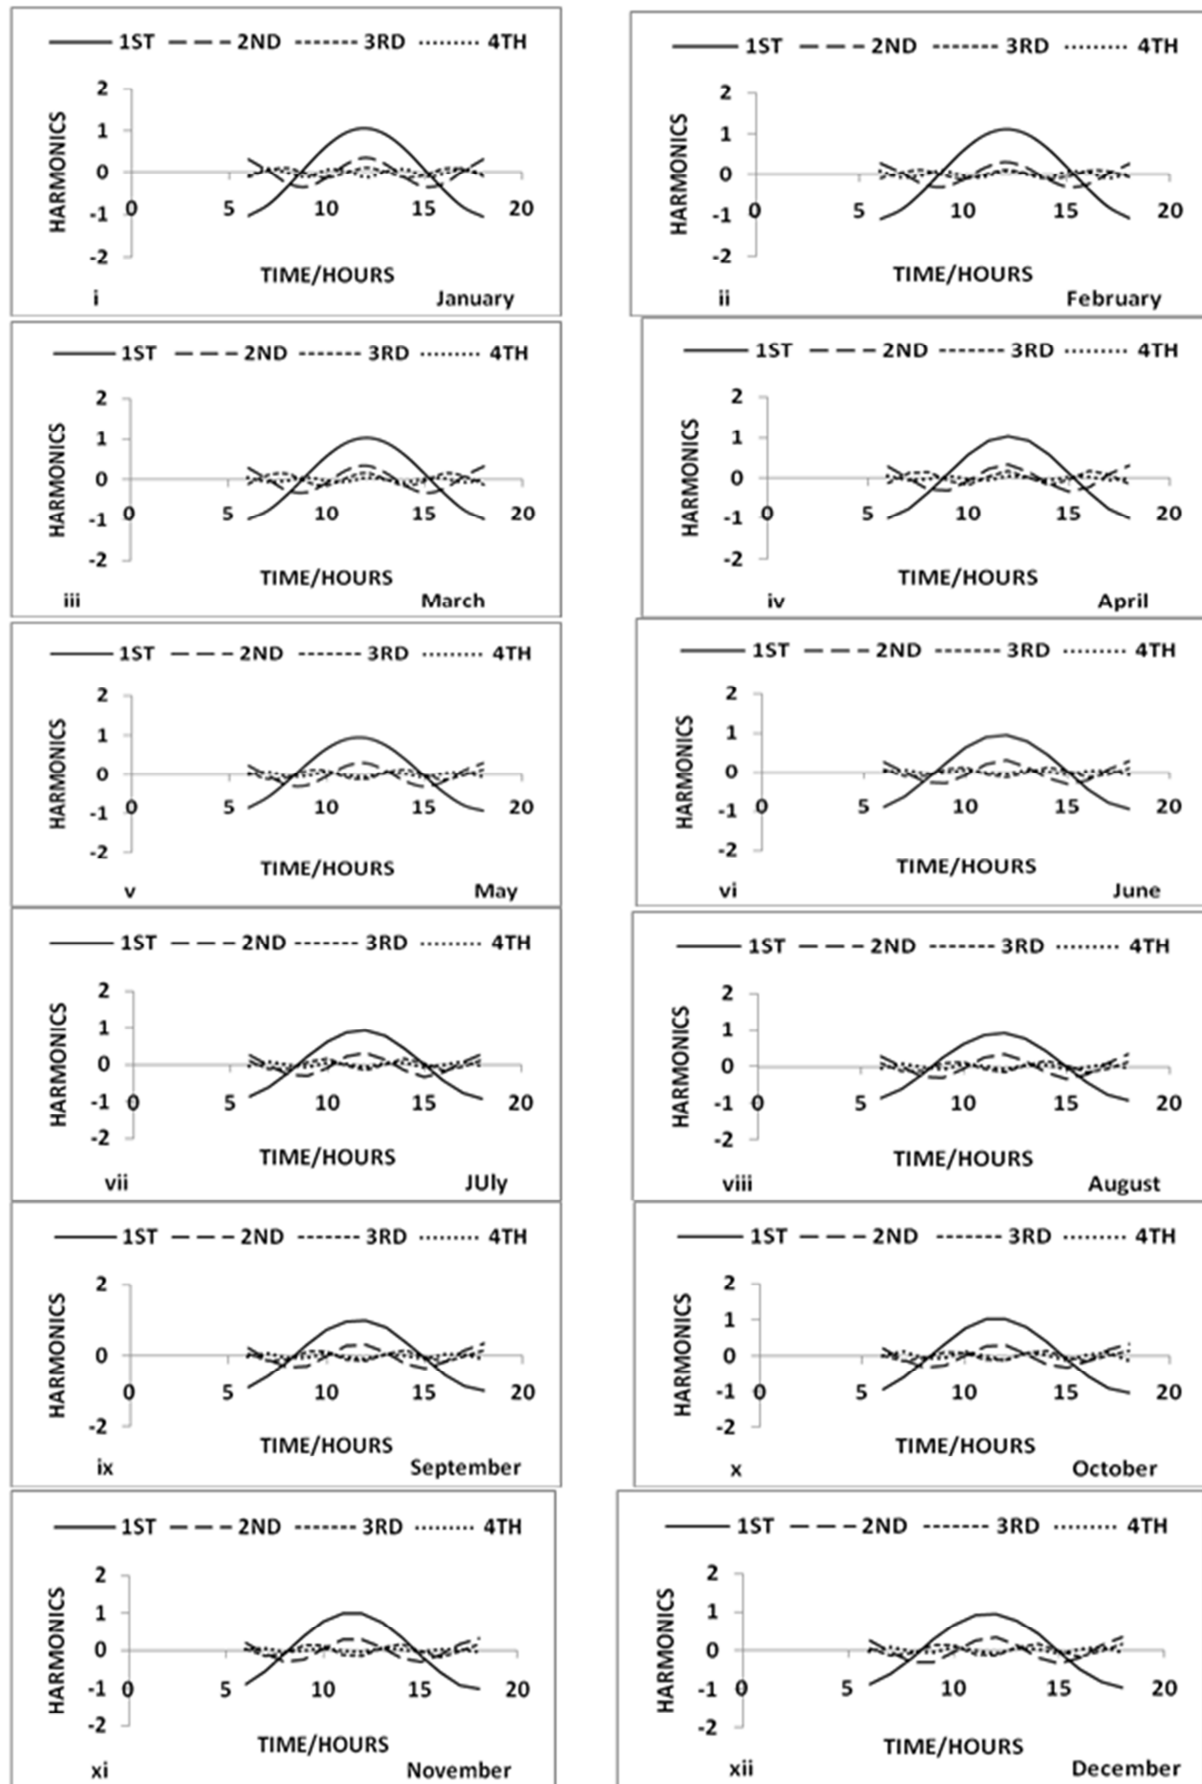 1ST 2ND 3RD 4TH
2
1
0
-1
-2
HARMONICS
0 5 10 15 20
TIME/HOURS
i January
1ST 2ND 3RD 4TH
2
1
0
-1
-2
HARMONICS
0 5 10 15 20
TIME/HOURS
ii February
1ST 2ND 3RD 4TH
2
1
0
-1
-2
HARMONICS
0 5 10 15 20
TIME/HOURS
iii March
1ST 2ND 3RD 4TH
2
1
0
-1
-2
HARMONICS
0 5 10 15 20
TIME/HOURS
iv April
1ST 2ND 3RD 4TH
2
1
0
-1
-2
HARMONICS
0 5 10 15 20
TIME/HOURS
v May
1ST 2ND 3RD 4TH
2
1
0
-1
-2
HARMONICS
0 5 10 15 20
TIME/HOURS
vi June
1ST 2ND 3RD 4TH
2
1
0
-1
-2
HARMONICS
0 5 10 15 20
TIME/HOURS
vii JUly
1ST 2ND 3RD 4TH
2
1
0
-1
-2
HARMONICS
0 5 10 15 20
TIME/HOURS
viii August
1ST 2ND 3RD 4TH
2
0
-2
HARMONICS
0 5 10 15 20
TIME/HOURS
ix September
1ST 2ND 3RD 4TH
2
1
0
-1
-2
HARMONICS
0 5 10 15 20
TIME/HOURS
x October
1ST 2ND 3RD 4TH
2
1
0
-1
-2
HARMONICS
0 5 10 15 20
TIME/HOURS
xi November
1ST 2ND 3RD 4TH
2
1
0
-1
-2
HARMONICS
0 5 10 15 20
TIME/HOURS
xii December